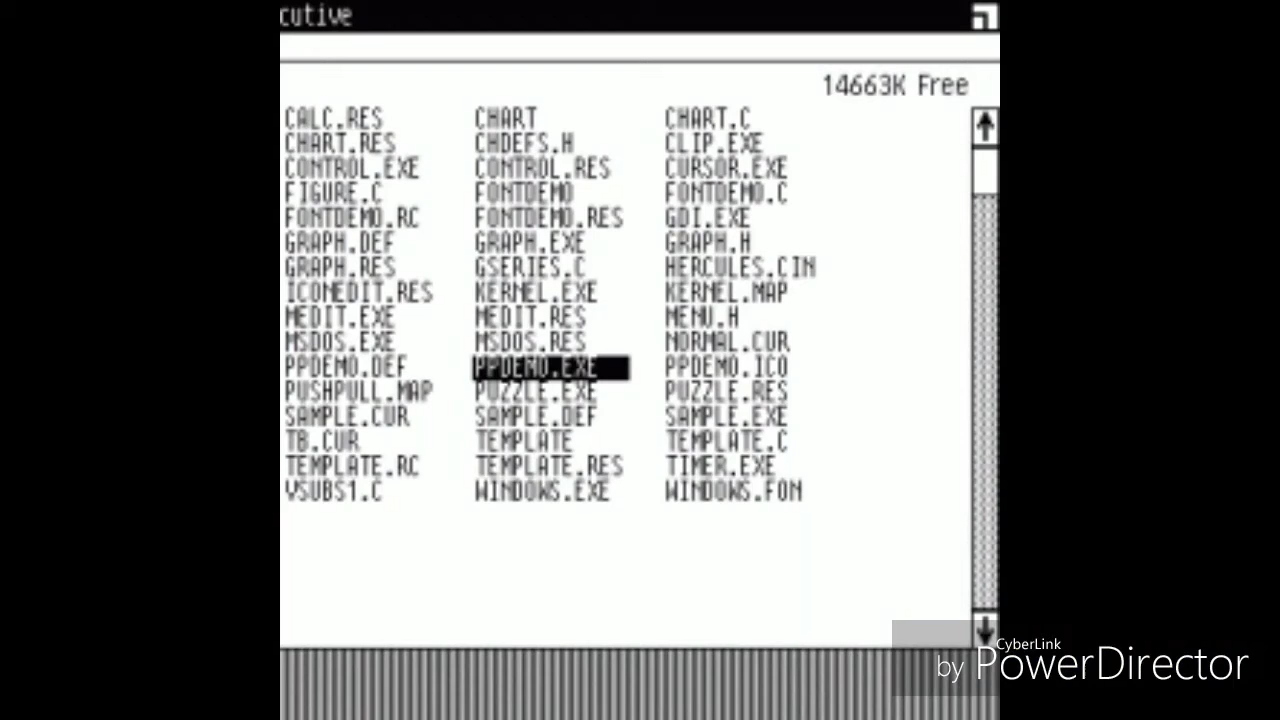 cutive
14663K Free
CALC.RES CHART CHART.C
CHART.RES CHDEFS.H CLIP.EXE
CONTROL.EXE CONTROL.RES CURSOR.EXE
FIGURE.C FONTDEMO FONTDEMO.C
FONTDEMO.RC FONTDEMO.RES GDI.EXE
GRAPH.DEF GRAPH.EXE GRAPH.H
GRAPH.RES GSERIES.C HERCULES.CIN
ICONEDIT.RES KERNEL.EXE KERNEL.MAP
MEDIT.EXE MEDIT.RES MENU.H
MSDOS.EXE MSDOS.RES NORMAL.CUR
PPDEMO.DEF PPDEMO.EXE PPDEMO.ICO
PUSHPULL.MAP PUZZLE.EXE PUZZLE.RES
SAMPLE.CUR SAMPLE.DEF SAMPLE.EXE
TB.CUR TEMPLATE TEMPLATE.C
TEMPLATE.RC TEMPLATE.RES TIMER.EXE
VSUBS1.C WINDOWS.EXE WINDOWS.FON
CyberLink
by PowerDirector